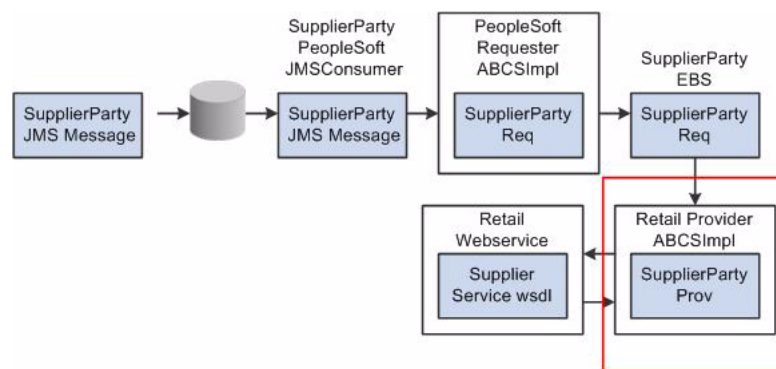 SupplierParty
PeopleSoft
JMSConsumer
PeopleSoft
Requester
ABCSImpl
SupplierParty
EBS
SupplierParty
JMS Message
SupplierParty
JMS Message
SupplierParty
Req
SupplierParty
Req
Retail
Webservice
Retail Provider
ABCSImpl
Supplier
Service wsdl
SupplierParty
Prov